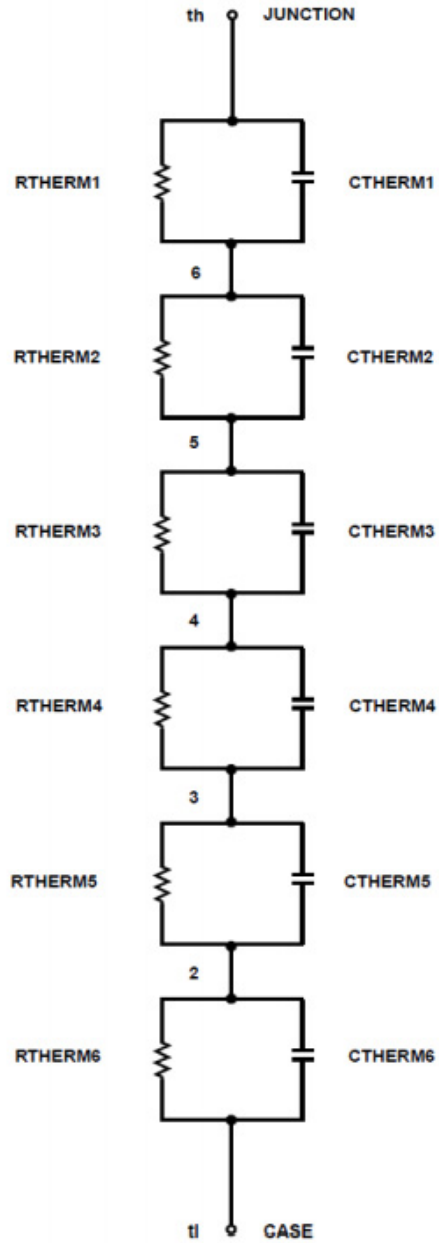 th JUNCTION
RTHERM1 CTHERM1
6
RTHERM2 CTHERM2
5
RTHERM3 CTHERM3
4
RTHERM4 CTHERM4
3
RTHERM5 CTHERM5
2
RTHERM6 CTHERM6
tl CASE